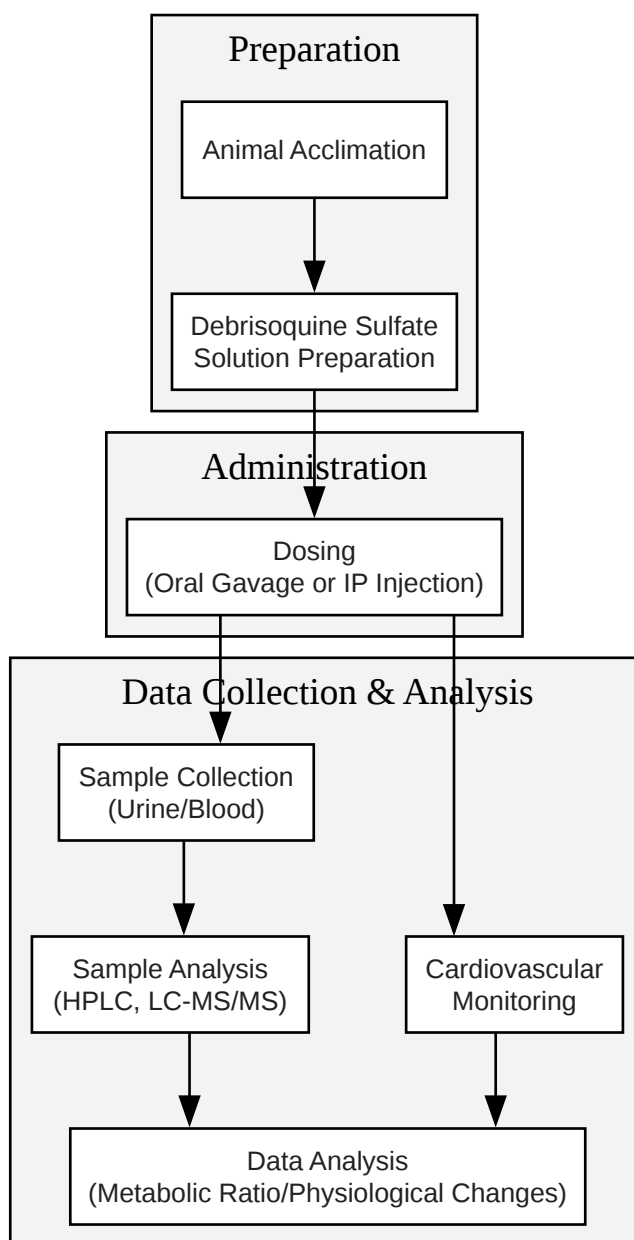 Preparation
Animal Acclimation
Debrisoquine Sulfate
Solution Preparation
Administration
Dosing
(Oral Gavage or IP Injection)
Data Collection & Analysis
Sample Collection
(Urine/Blood)
Sample Analysis
(HPLC, LC-MS/MS)
Cardiovascular
Monitoring
Data Analysis
(Metabolic Ratio/Physiological Changes)